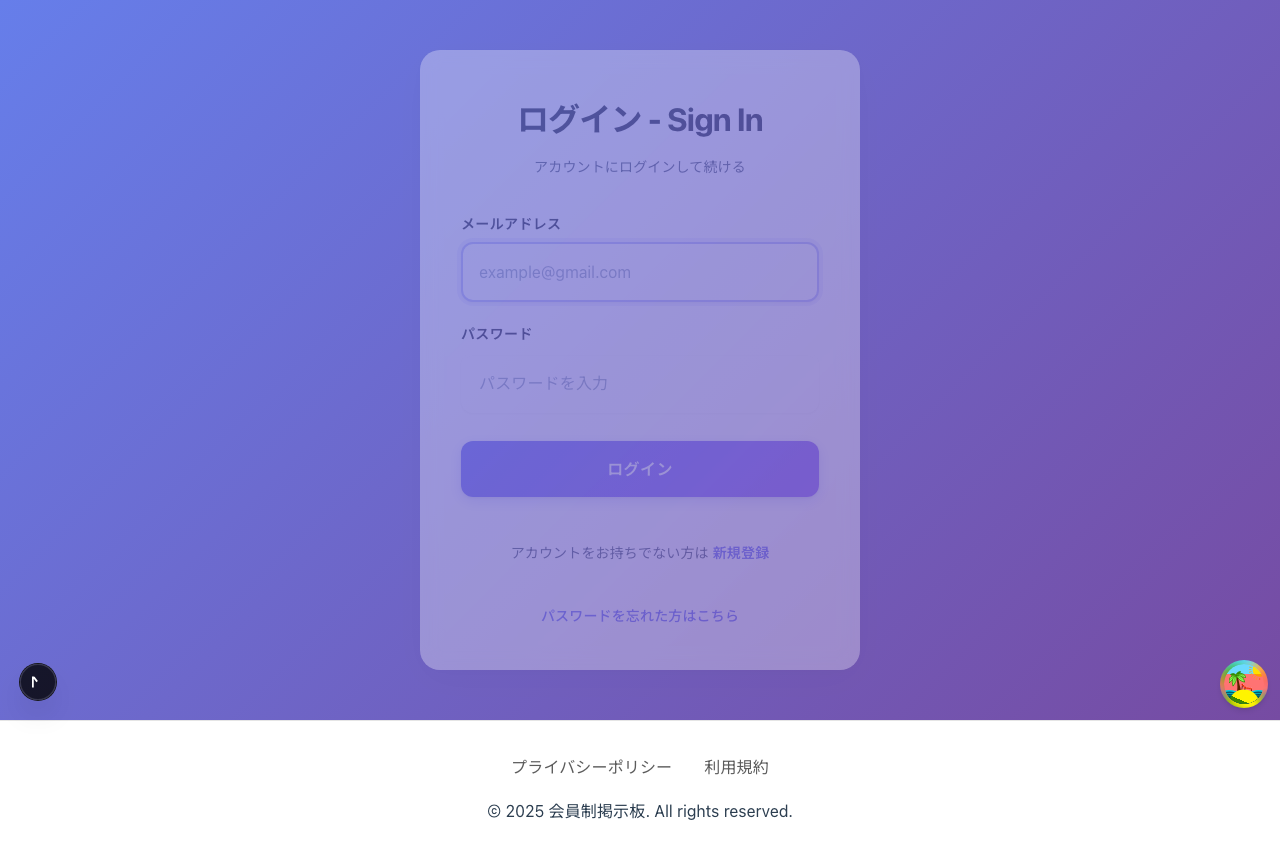 ログイン - Sign In
アカウントにログインして続ける
メールアドレス
example@gmail.com
パスワード
パスワードを入力
ログイン
アカウントをお持ちでない方は 新規登録
パスワードを忘れた方はこちら
プライバシーポリシー 利用規約
© 2025 会員制掲示板. All rights reserved.